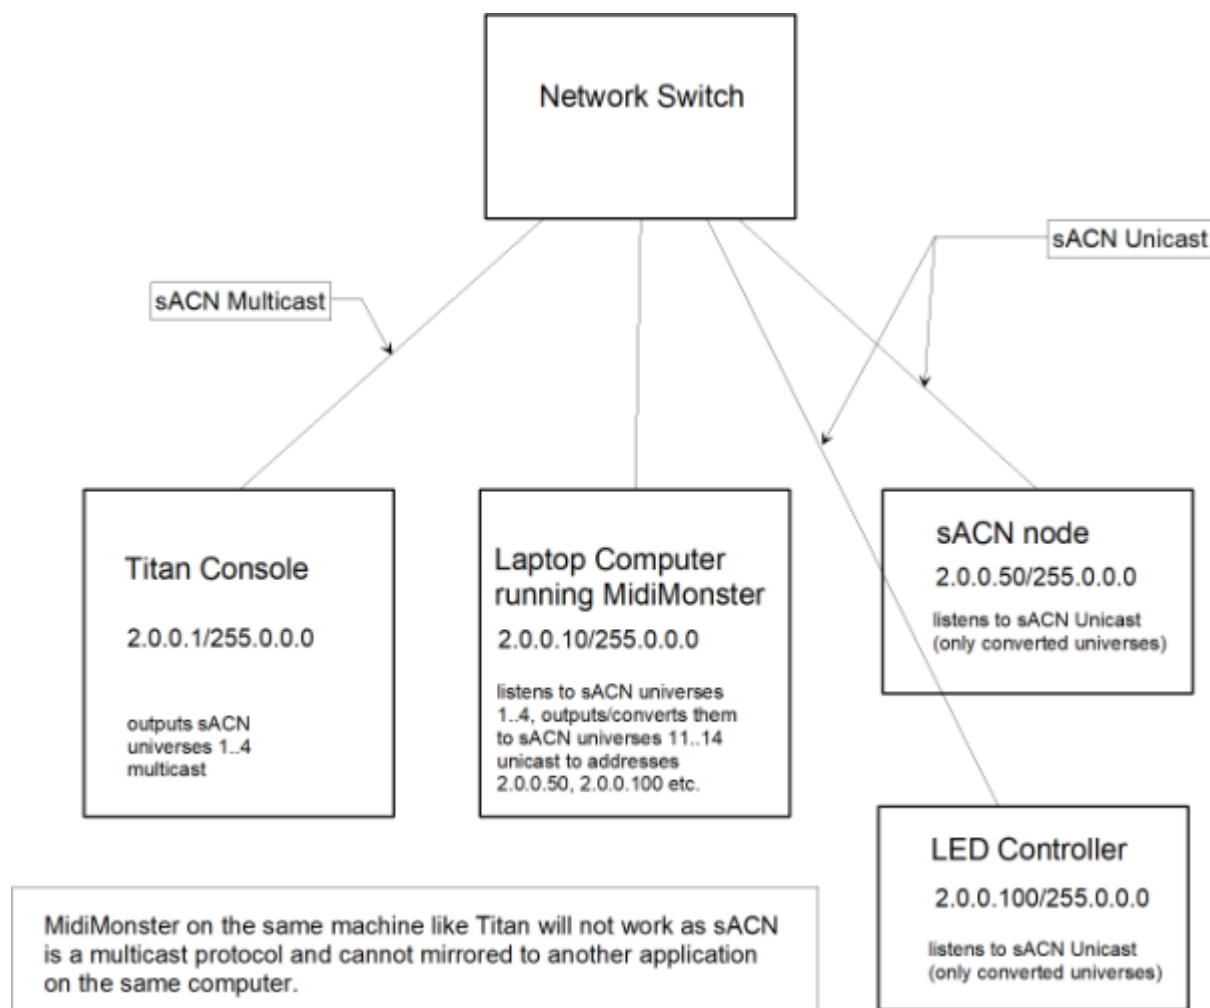 Network Switch
sACN Unicast
sACN Multicast
Titan Console
2.0.0.1/255.0.0.0
outputs sACN
universes 1..4
multicast
Laptop Computer
running MidiMonster
2.0.0.10/255.0.0.0
listens to sACN universes
1..4, outputs/converts them
to sACN universes 11..14
unicast to addresses
2.0.0.50, 2.0.0.100 etc.
sACN node
2.0.0.50/255.0.0.0
listens to sACN Unicast
(only converted universes)
LED Controller
2.0.0.100/255.0.0.0
listens to sACN Unicast
(only converted universes)
MidiMonster on the same machine like Titan will not work as sACN
is a multicast protocol and cannot mirrored to another application
on the same computer.